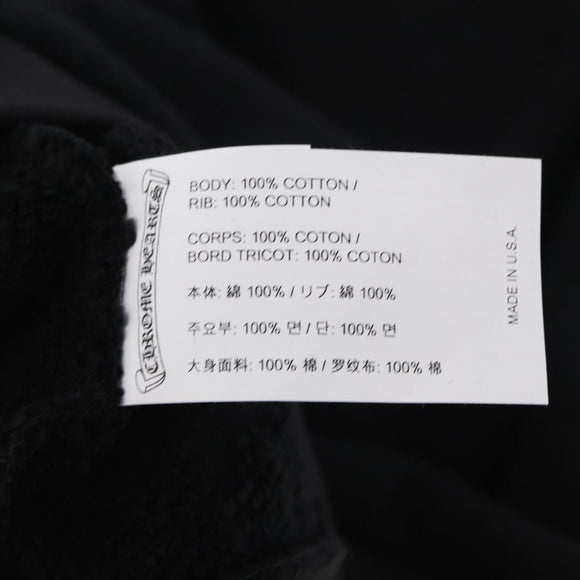 CHROME HEARTS
BODY: 100% COTTON /
RIB: 100% COTTON
CORPS: 100% COTON /
BORD TRICOT: 100% COTON
本体: 綿 100% / リブ: 綿 100%
주요부: 100% 면 / 단: 100% 면
大身面料: 100% 棉 / 罗纹布: 100% 棉
MADE IN U.S.A.